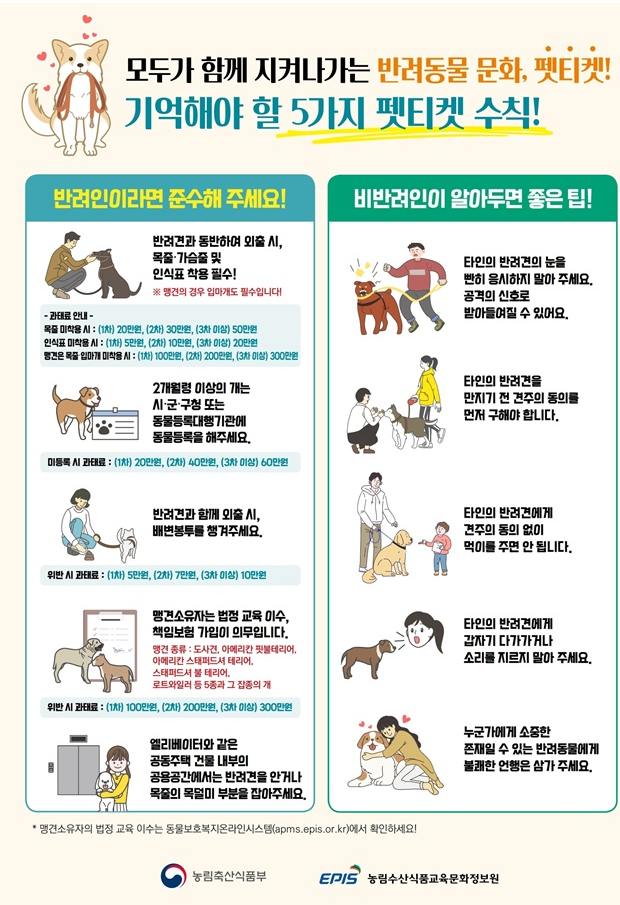 모두가 함께 지켜나가는 반려동물 문화, 펫티켓!
기억해야 할 5가지 펫티켓 수칙!
반려인이라면 준수해 주세요!
반려견과 동반하여 외출 시,
목줄·가슴줄 및
인식표 착용 필수!
※ 맹견의 경우 입마개도 필수입니다!
- 과태료 안내 -
목줄 미착용 시 : (1차) 20만원, (2차) 30만원, (3차 이상) 50만원
인식표 미착용 시 : (1차) 5만원, (2차) 10만원, (3차 이상) 20만원
맹견은 목줄·입마개 미착용 시 : (1차) 100만원, (2차) 200만원, (3차 이상) 300만원
2개월령 이상의 개는
시·군·구청 또는
동물등록대행기관에
동물등록을 해주세요.
미등록 시 과태료 : (1차) 20만원, (2차) 40만원, (3차 이상) 60만원
반려견과 함께 외출 시,
배변봉투를 챙겨주세요.
위반 시 과태료 : (1차) 5만원, (2차) 7만원, (3차 이상) 10만원
맹견소유자는 법정 교육 이수,
책임보험 가입이 의무입니다.
맹견 종류 : 도사견, 아메리칸 핏불테리어,
아메리칸 스태퍼드셔 테리어,
스태퍼드셔 불 테리어,
로트와일러 등 5종과 그 잡종의 개
위반 시 과태료 : (1차) 100만원, (2차) 200만원, (3차 이상) 300만원
엘리베이터와 같은
공동주택 건물 내부의
공용공간에서는 반려견을 안거나
목줄의 목덜미 부분을 잡아주세요.
비반려인이 알아두면 좋은 팁!
타인의 반려견의 눈을
빤히 응시하지 말아 주세요.
공격의 신호로
받아들여질 수 있어요.
타인의 반려견을
만지기 전 견주의 동의를
먼저 구해야 합니다.
타인의 반려견에게
견주의 동의 없이
먹이를 주면 안 됩니다.
타인의 반려견에게
갑자기 다가가거나
소리를 지르지 말아 주세요.
누군가에게 소중한
존재일 수 있는 반려동물에게
불쾌한 언행은 삼가 주세요.
* 맹견소유자의 법정 교육 이수는 동물보호복지온라인시스템(apms.epis.or.kr)에서 확인하세요!
농림축산식품부
EPIS 농림수산식품교육문화정보원